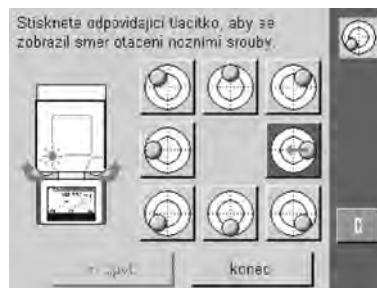 Stisknete odpovidajici tlacitko, aby se
zobrazil smer otaceni noznimi srouby.
konec